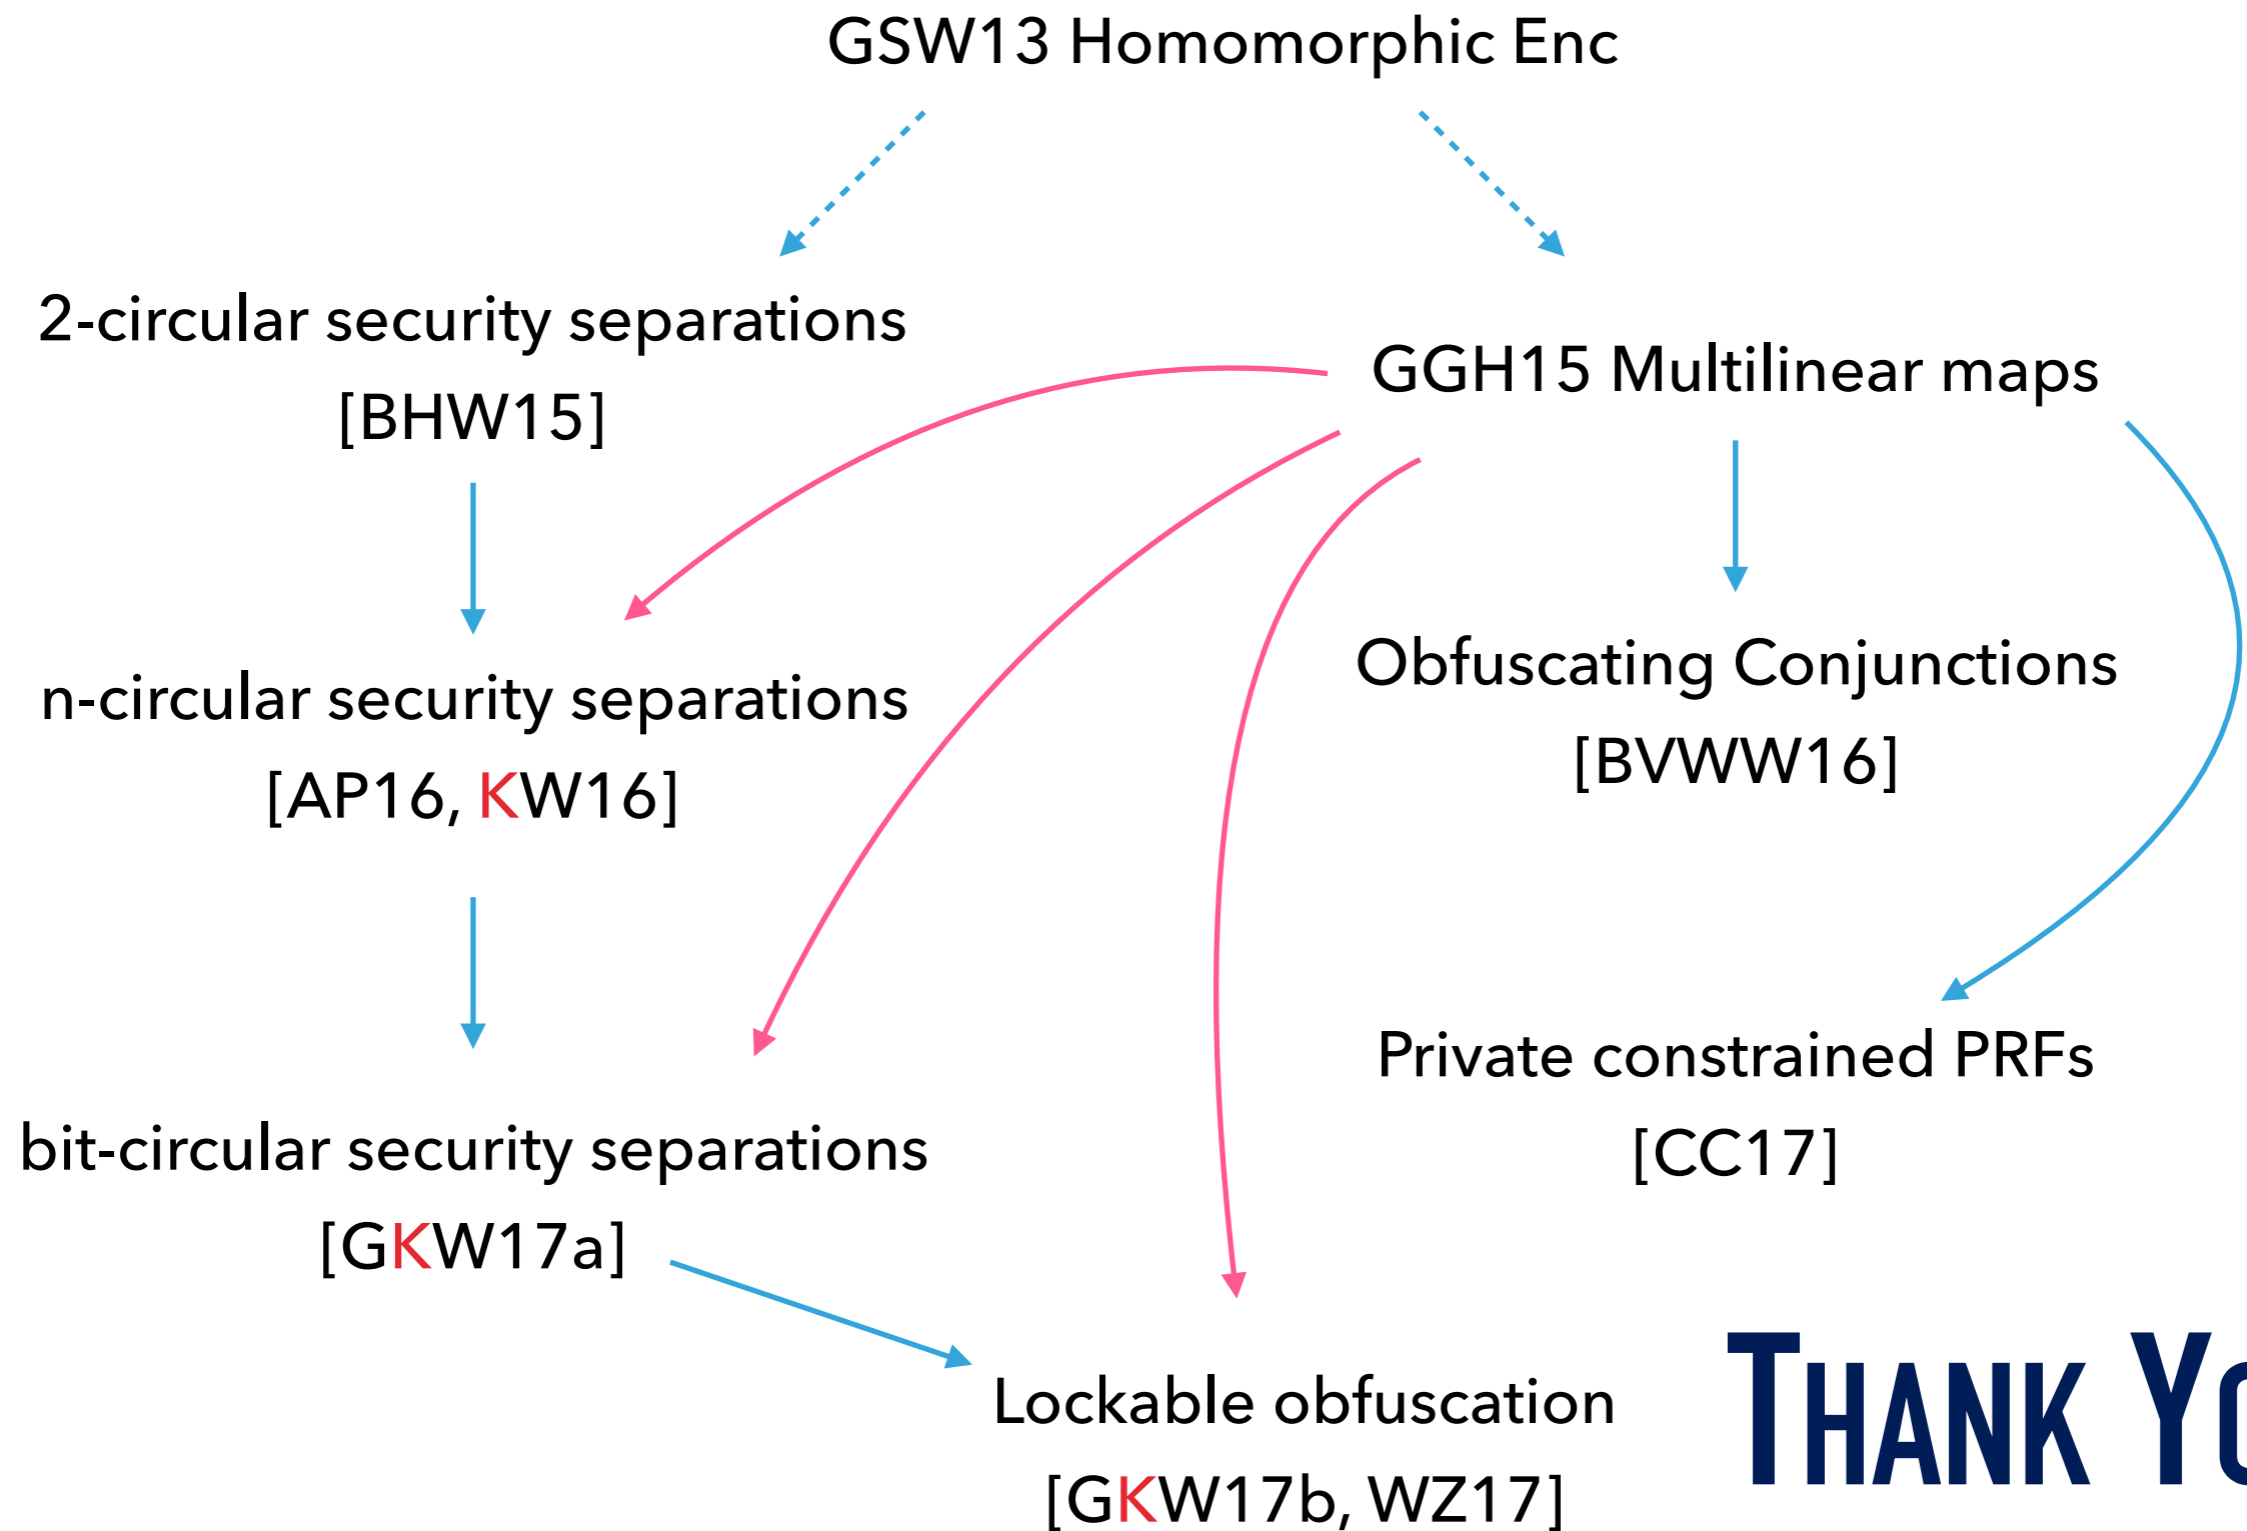 GSW13 Homomorphic Enc
2-circular security separations
[BHW15]
GGH15 Multilinear maps
n-circular security separations
[AP16, KW16]
Obfuscating Conjunctions
[BVWW16]
bit-circular security separations
[GKW17a]
Private constrained PRFs
[CC17]
Lockable obfuscation
[GKW17b, WZ17]
THANK